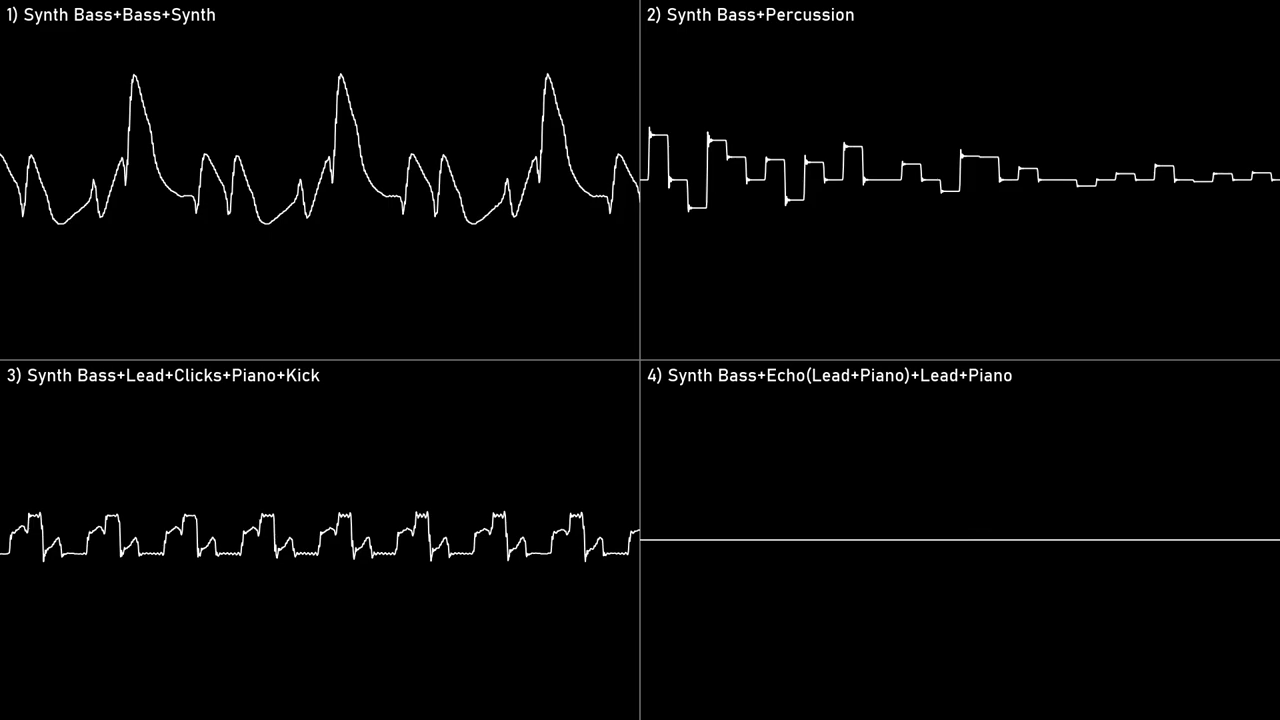 1) Synth Bass+Bass+Synth
2) Synth Bass+Percussion
3) Synth Bass+Lead+Clicks+Piano+Kick
4) Synth Bass+Echo(Lead+Piano)+Lead+Piano